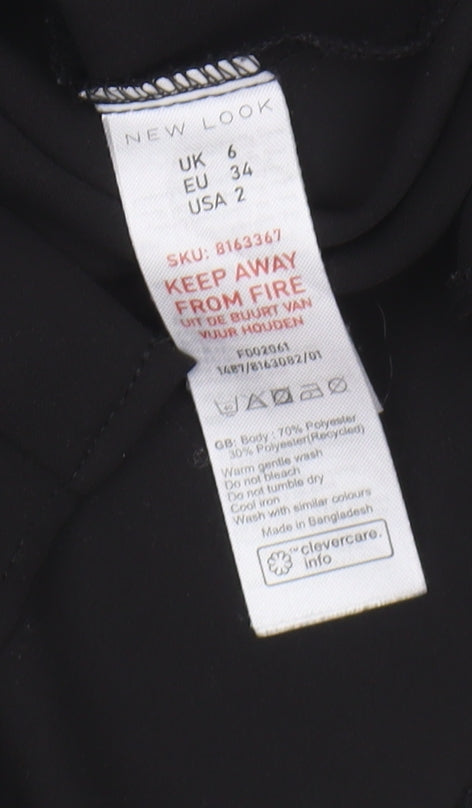 NEW LOOK
UK 6
EU 34
USA 2
SKU: 8163367
KEEP AWAY
FROM FIRE
UIT DE BUURT VAN
VUUR HOUDEN
FD02061
1487/8163082/01
GB: Body : 70% Polyester
30% Polyester(Recycled)
Warm gentle wash
Do not bleach
Do not tumble dry
Cool iron
Wash with similar colours
Made in Bangladesh
clevercare.
info